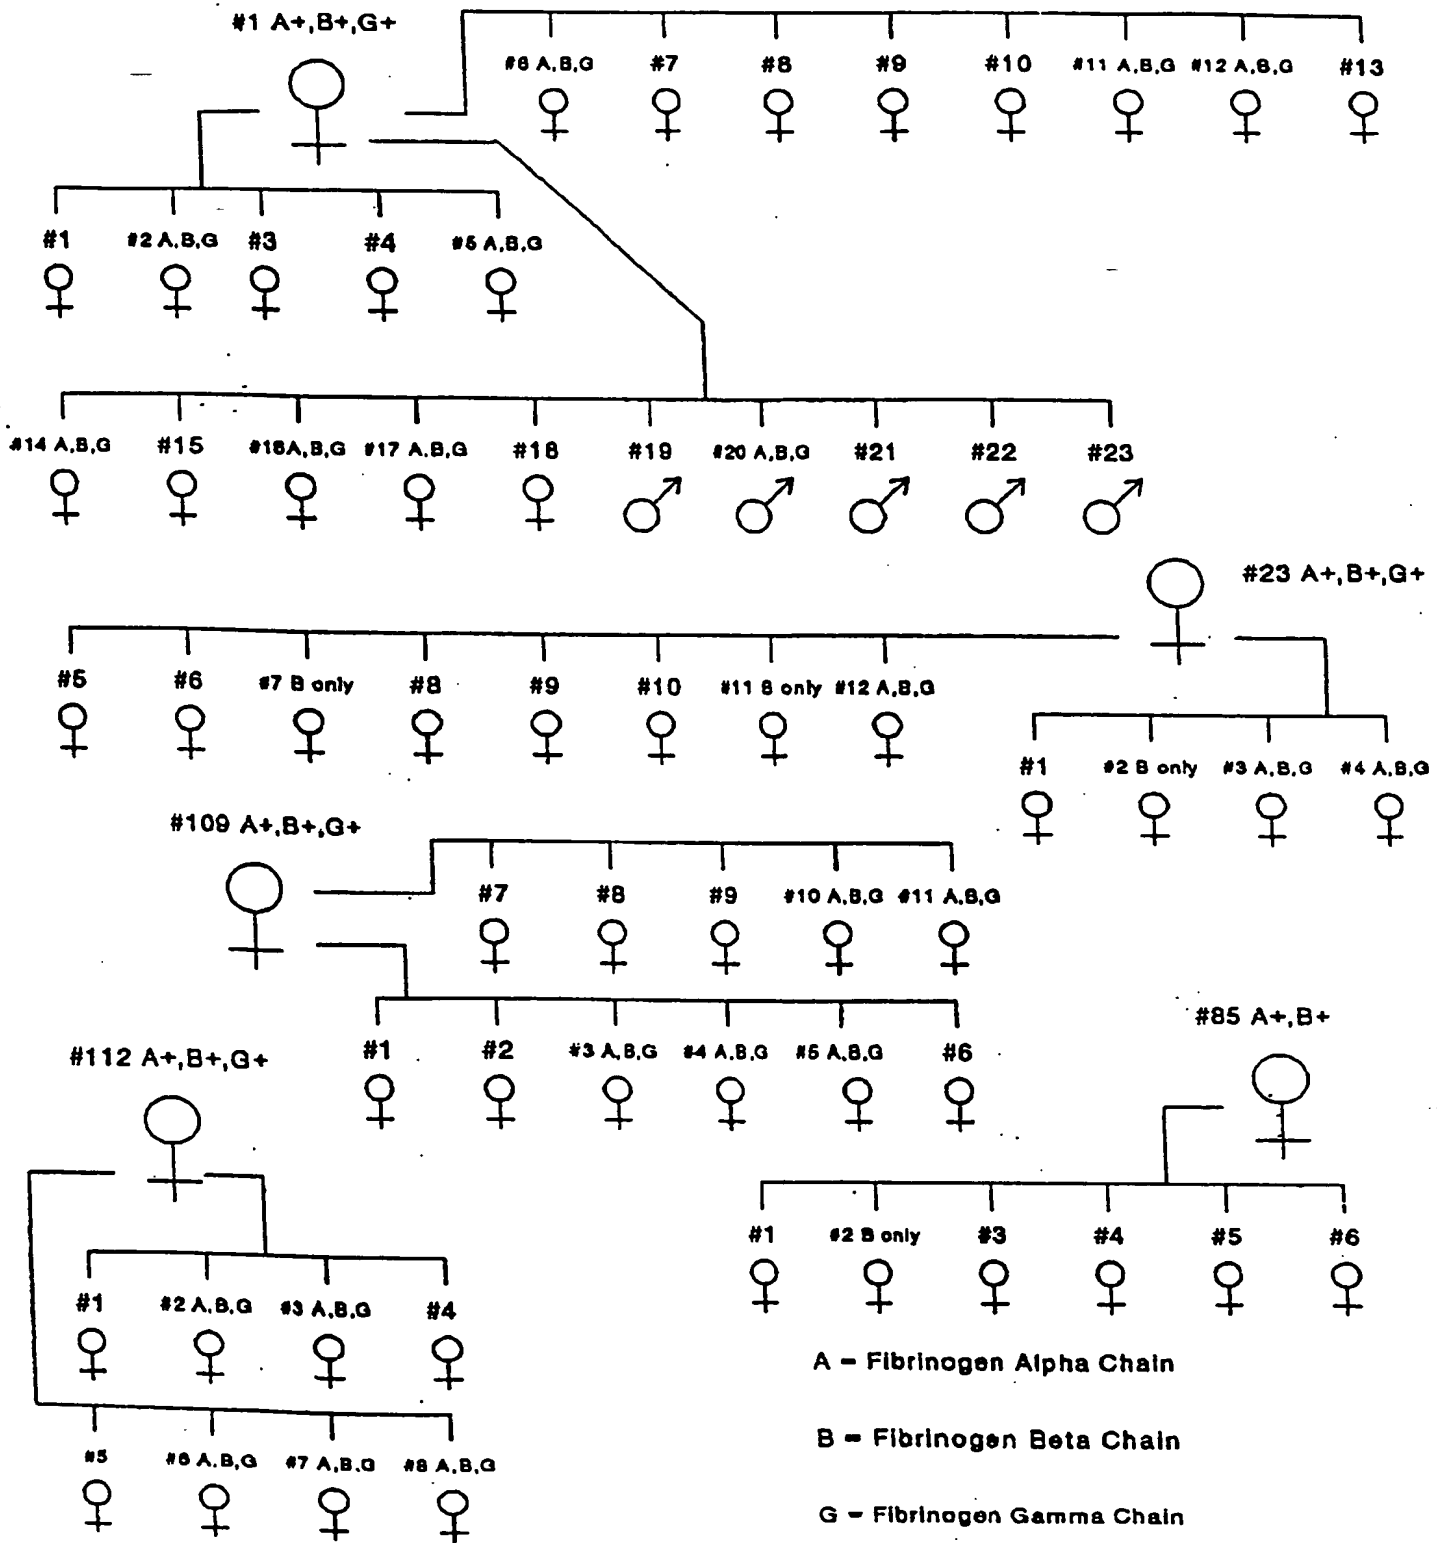 #1 A+,B+,G+
#6 A,B,G #7 #8 #9 #10 #11 A,B,G #12 A,B,G #13
#1 #2 A,B,G #3 #4 #5 A,B,G
#14 A,B,G #15 #16A,B,G #17 A,B,G #18 #19 #20 A,B,G #21 #22 #23
#23 A+,B+,G+
#5 #6 #7 B only #8 #9 #10 #11 B only #12 A,B,G
#1 #2 B only #3 A,B,G #4 A,B,G
#109 A+,B+,G+
#7 #8 #9 #10 A,B,G #11 A,B,G
#1 #2 #3 A,B,G #4 A,B,G #5 A,B,G #6
#85 A+,B+
#1 #2 B only #3 #4 #5 #6
#112 A+,B+,G+
#1 #2 A,B,G #3 A,B,G #4
#5 #6 A,B,G #7 A,B,G #8 A,B,G
A = Fibrinogen Alpha Chain
B = Fibrinogen Beta Chain
G = Fibrinogen Gamma Chain